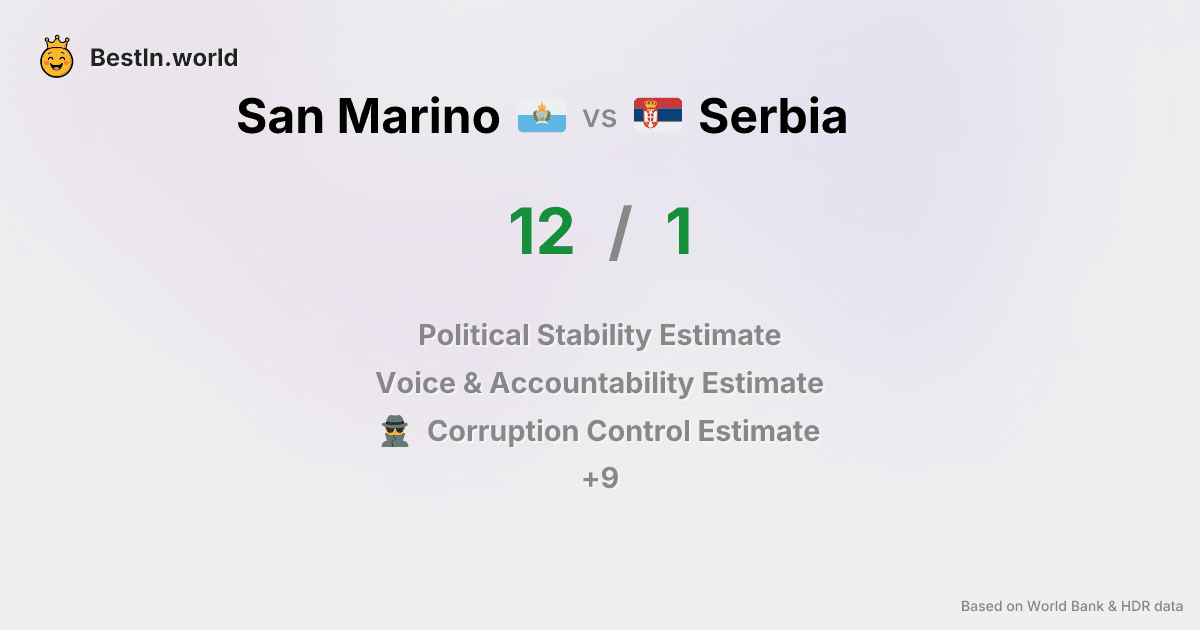 BestIn.world
San Marino vs Serbia
12 / 1
Political Stability Estimate
Voice & Accountability Estimate
Corruption Control Estimate
+9
Based on World Bank & HDR data